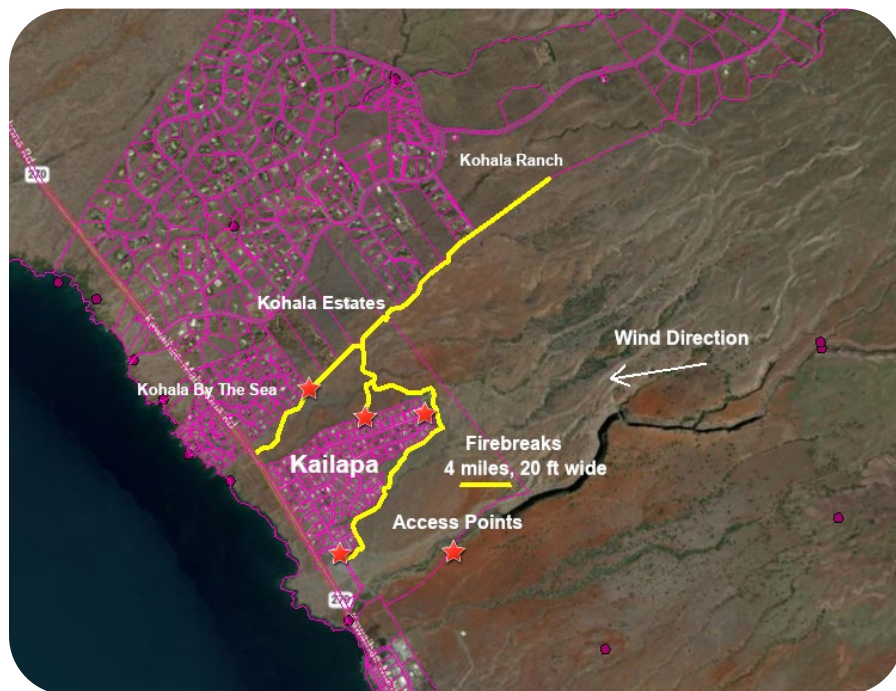 Kohala Ranch
270
Kohala Estates
Wind Direction
Kohala By The Sea
Kailapa
Firebreaks
4 miles, 20 ft wide
Access Points
270